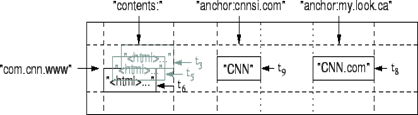 "contents:" "anchor:cnnsi.com" "anchor:my.look.ca"
"<html>..." t3
"<html>..." t5
"com.cnn.www" "<html>..." t6 "CNN" t9 "CNN.com" t8